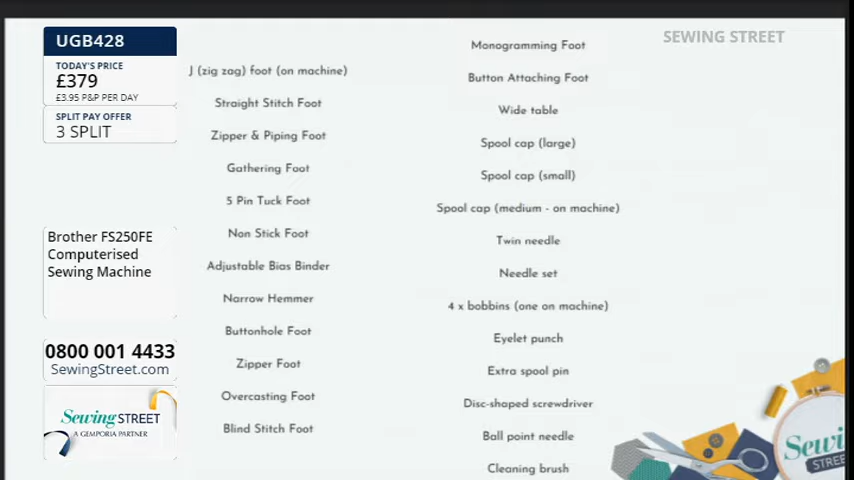 UGB428
TODAY'S PRICE
£379
£3.95 P&P PER DAY
SPLIT PAY OFFER
3 SPLIT
Brother FS250FE
Computerised
Sewing Machine
0800 001 4433
SewingStreet.com
Sewing STREET
A GEMPORIA PARTNER
J (zig zag) foot (on machine)
Straight Stitch Foot
Zipper & Piping Foot
Gathering Foot
5 Pin Tuck Foot
Non Stick Foot
Adjustable Bias Binder
Narrow Hemmer
Buttonhole Foot
Zipper Foot
Overcasting Foot
Blind Stitch Foot
Monogramming Foot
Button Attaching Foot
Wide table
Spool cap (large)
Spool cap (small)
Spool cap (medium - on machine)
Twin needle
Needle set
4 x bobbins (one on machine)
Eyelet punch
Extra spool pin
Disc-shaped screwdriver
Ball point needle
Cleaning brush
SEWING STREET
Sewi
STREE